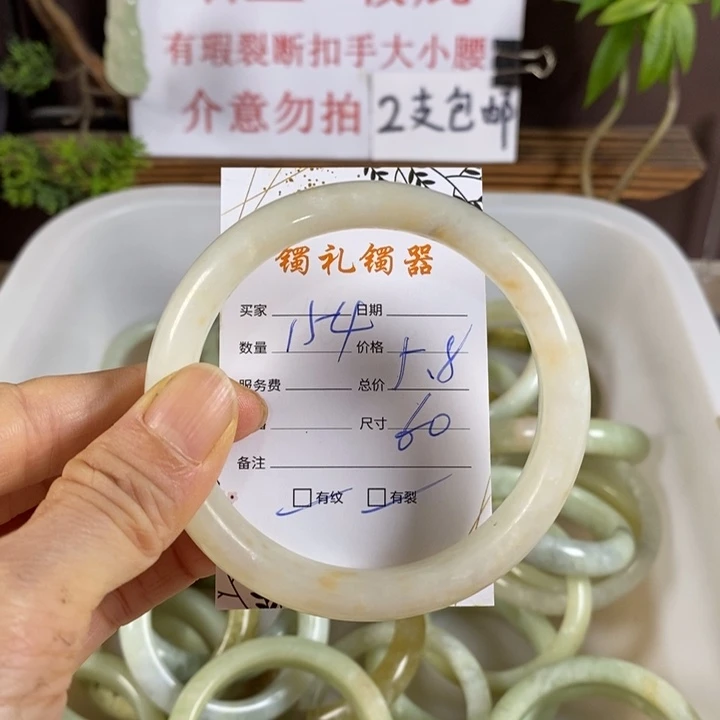 有瑕裂断扣手大小腰
介意勿拍 2支包邮
镯礼镯器
买家 日期
数量 154 价格 5.8
服务费 总价
尺寸 60
备注
有纹 有裂